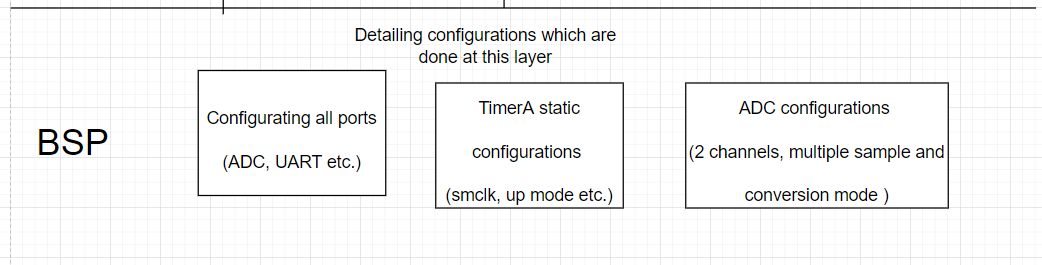 Detailing configurations which are
done at this layer
BSP
Configurating all ports
(ADC, UART etc.)
TimerA static
configurations
(smclk, up mode etc.)
ADC configurations
(2 channels, multiple sample and
conversion mode )